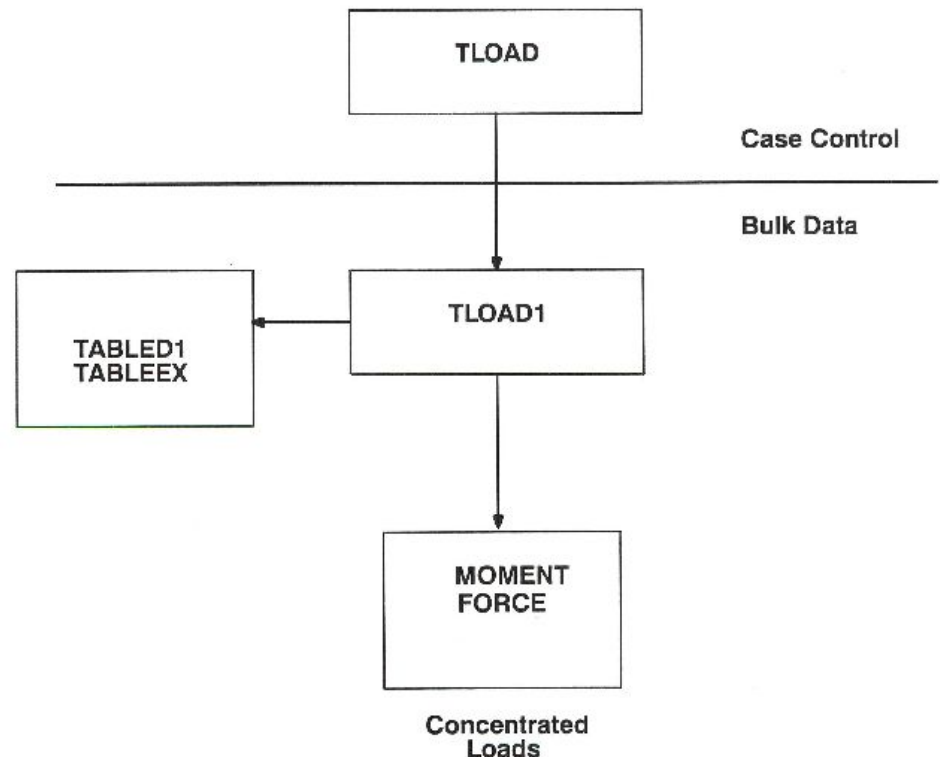 TLOAD
Case Control
Bulk Data
TLOAD1
TABLED1
TABLEEX
MOMENT
FORCE
Concentrated
Loads